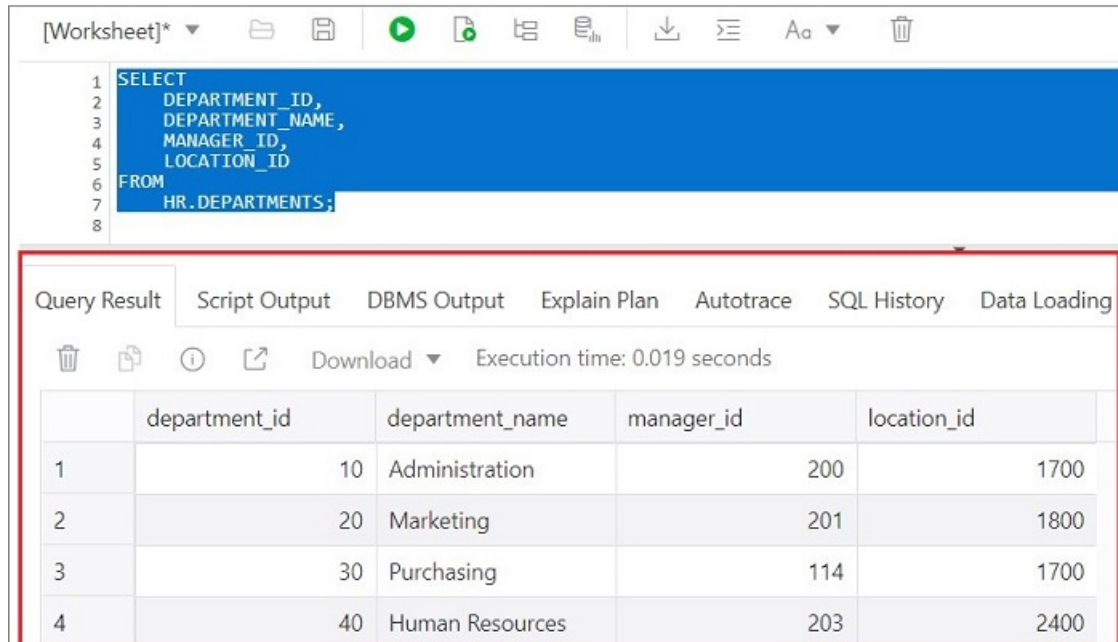 [Worksheet]* Aa
1 SELECT
2 DEPARTMENT_ID,
3 DEPARTMENT_NAME,
4 MANAGER_ID,
5 LOCATION_ID
6 FROM
7 HR.DEPARTMENTS;
8
Query Result Script Output DBMS Output Explain Plan Autotrace SQL History Data Loading
Download Execution time: 0.019 seconds
department_id department_name manager_id location_id
1 10 Administration 200 1700
2 20 Marketing 201 1800
3 30 Purchasing 114 1700
4 40 Human Resources 203 2400